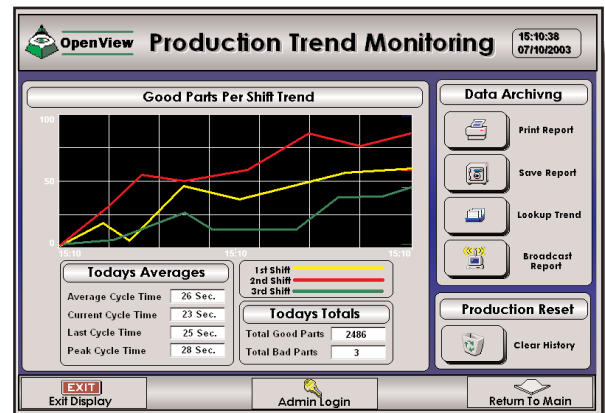 OpenView
Production Trend Monitoring
15:10:38
07/10/2003
Good Parts Per Shift Trend
100
50
0
15:10
15:10
15:10
Todays Averages
Average Cycle Time
26 Sec.
Current Cycle Time
23 Sec.
Last Cycle Time
25 Sec.
Peak Cycle Time
28 Sec.
1st Shift
2nd Shift
3rd Shift
Todays Totals
Total Good Parts
2486
Total Bad Parts
3
Data Archivng
Print Report
Save Report
Lookup Trend
Broadcast
Report
Production Reset
Clear History
EXIT
Exit Display
Admin Login
Return To Main